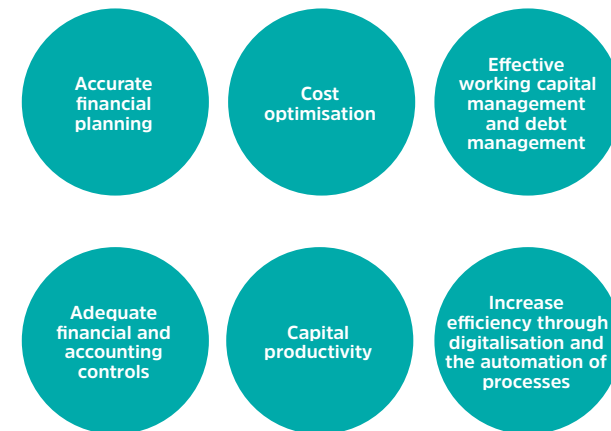 Accurate
financial
planning
Cost
optimisation
Effective
working capital
management
and debt
management
Adequate
financial and
accounting
controls
Capital
productivity
Increase
efficiency through
digitalisation and
the automation of
processes